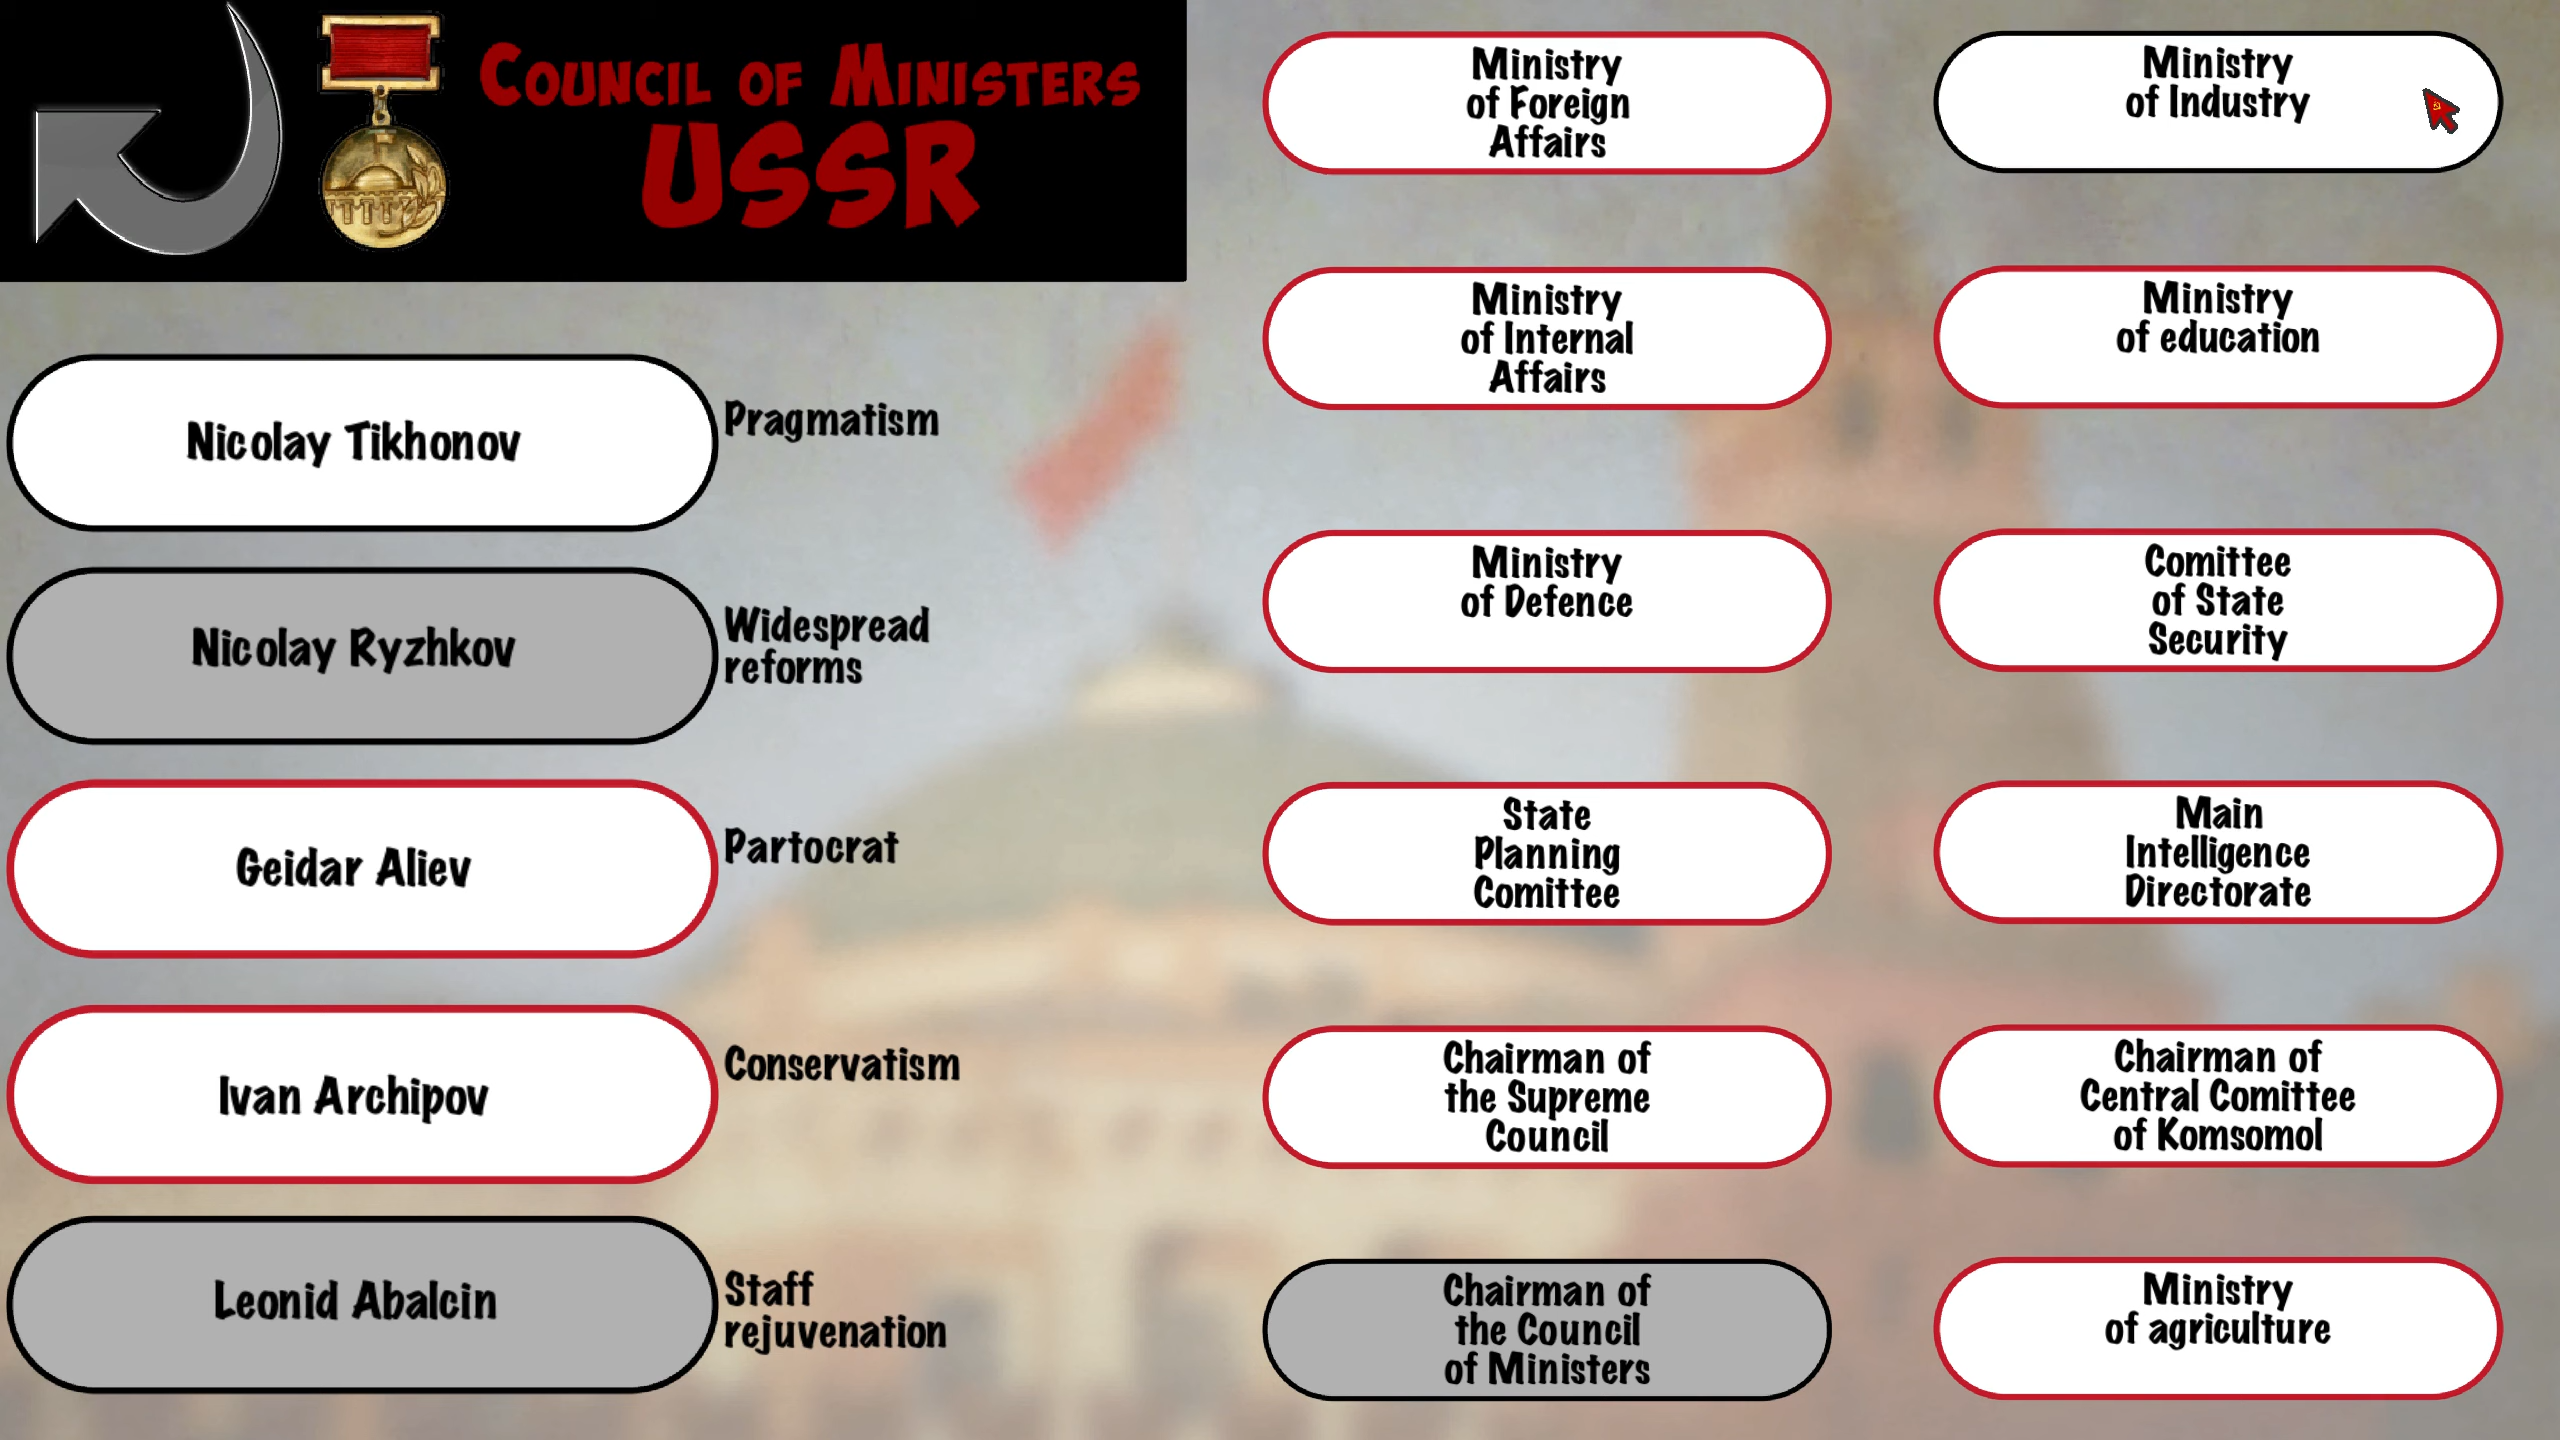 Council of Ministers
USSR
Nicolay Tikhonov
Pragmatism
Nicolay Ryzhkov
Widespread
reforms
Geidar Aliev
Partocrat
Ivan Archipov
Conservatism
Leonid Abalcin
Staff
rejuvenation
Ministry
of Foreign
Affairs
Ministry
of Industry
Ministry
of Internal
Affairs
Ministry
of education
Ministry
of Defence
Comittee
of State
Security
State
Planning
Comittee
Main
Intelligence
Directorate
Chairman of
the Supreme
Council
Chairman of
Central Comittee
of Komsomol
Chairman of
the Council
of Ministers
Ministry
of agriculture